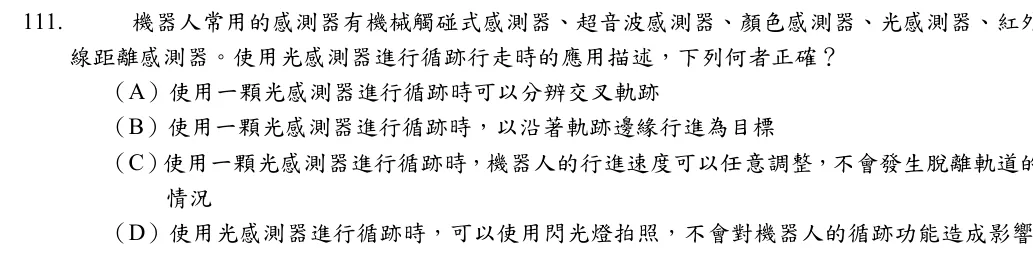 111. 機器人常用的感測器有機械觸碰式感測器、超音波感測器、顏色感測器、光感測器、紅外
線距離感測器。使用光感測器進行循跡行走時的應用描述，下列何者正確？
（A）使用一顆光感測器進行循跡時可以分辨交叉軌跡
（B）使用一顆光感測器進行循跡時，以沿著軌跡邊緣行進為目標
（C）使用一顆光感測器進行循跡時，機器人的行進速度可以任意調整，不會發生脫離軌道的
情況
（D）使用光感測器進行循跡時，可以使用閃光燈拍照，不會對機器人的循跡功能造成影響